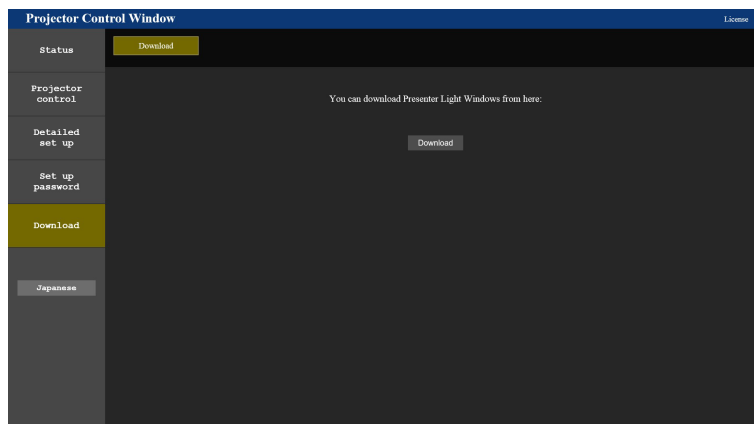 Projector Control Window
License
Status
Projector
control
Detailed
set up
Set up
password
Download
Japanese
Download
You can download Presenter Light Windows from here:
Download